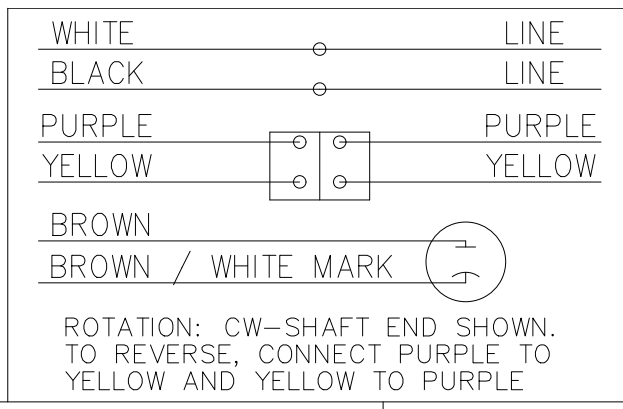 WHITE LINE
BLACK LINE
PURPLE PURPLE
YELLOW YELLOW
BROWN
BROWN / WHITE MARK
ROTATION: CW-SHAFT END SHOWN.
TO REVERSE, CONNECT PURPLE TO
YELLOW AND YELLOW TO PURPLE